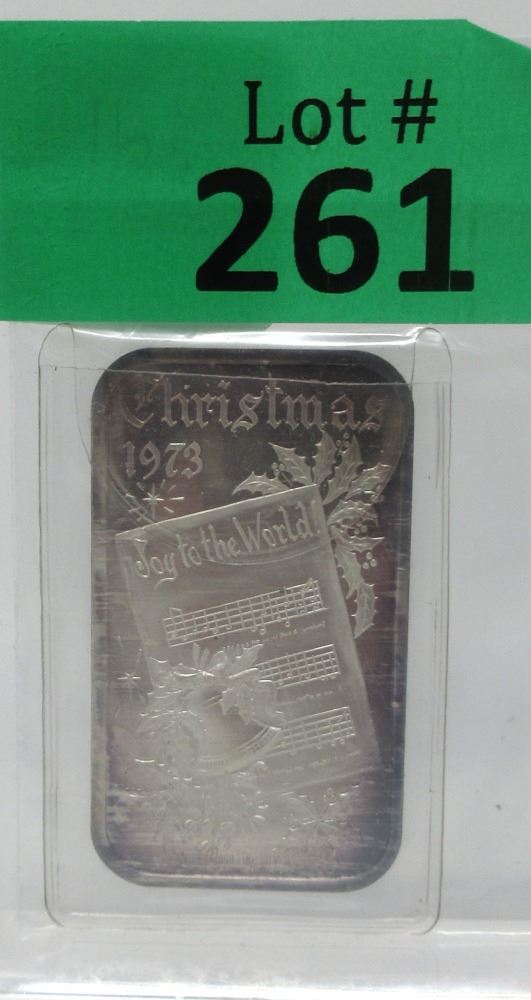 Lot #
261
Christmas
1973
Joy to the World!